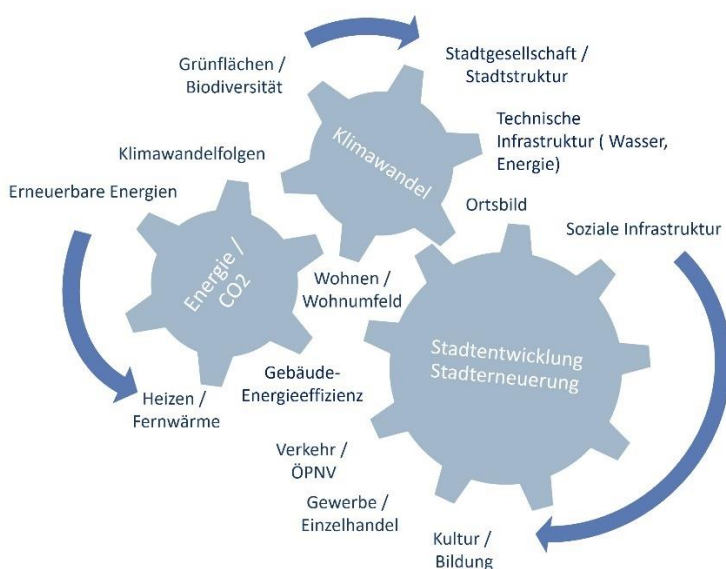 Grünflächen /
Biodiversität
Stadtgesellschaft /
Stadtstruktur
Klimawandel
Technische
Infrastruktur ( Wasser,
Energie)
Klimawandelfolgen
Erneuerbare Energien
Ortsbild
Soziale Infrastruktur
Energie /
CO2
Wohnen /
Wohnumfeld
Stadtentwicklung
Stadterneuerung
Gebäude-
Energieeffizienz
Heizen /
Fernwärme
Verkehr /
ÖPNV
Gewerbe /
Einzelhandel
Kultur /
Bildung